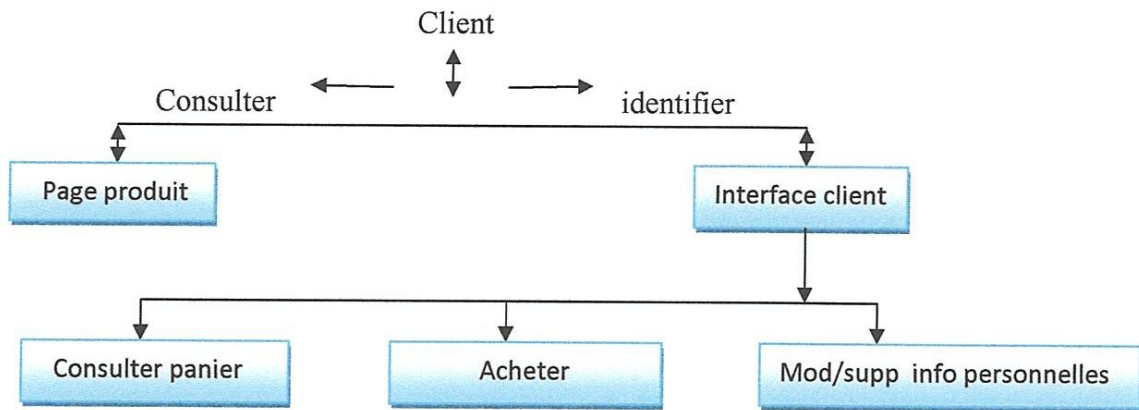 Client
Consulter identifier
Page produit Interface client
Consulter panier Acheter Mod/supp info personnelles